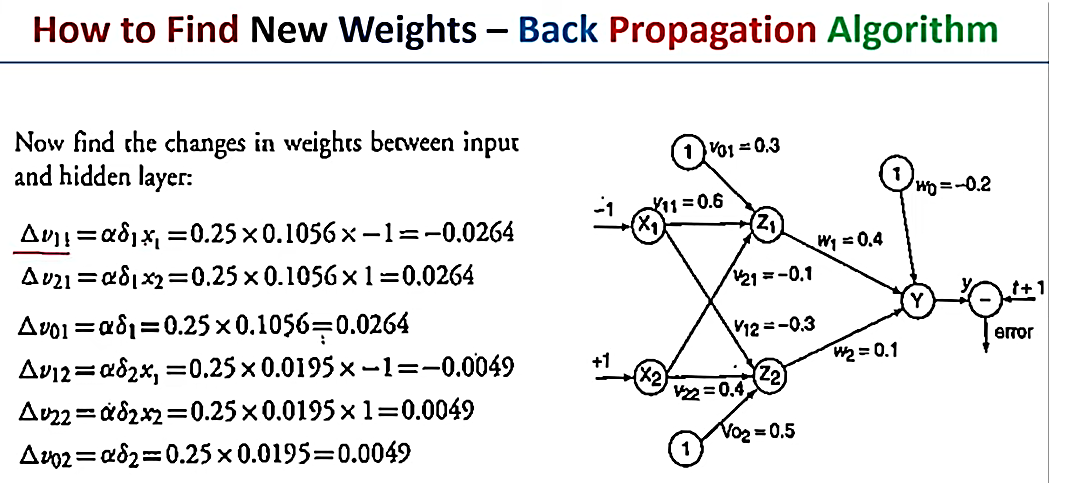 How to Find New Weights – Back Propagation Algorithm
Now find the changes in weights between input
and hidden layer:
Δv11 = αδ1x1 = 0.25 × 0.1056 × −1 = −0.0264
Δv21 = αδ1x2 = 0.25 × 0.1056 × 1 = 0.0264
Δv01 = αδ1 = 0.25 × 0.1056 = 0.0264
Δv12 = αδ2x1 = 0.25 × 0.0195 × −1 = −0.0049
Δv22 = αδ2x2 = 0.25 × 0.0195 × 1 = 0.0049
Δv02 = αδ2 = 0.25 × 0.0195 = 0.0049
1
v01 = 0.3
1
w0 = −0.2
−1
X1
v11 = 0.6
Z1
w1 = 0.4
v21 = −0.1
Y
y
−
t+1
error
v12 = −0.3
w2 = 0.1
+1
X2
v22 = 0.4
Z2
1
v02 = 0.5